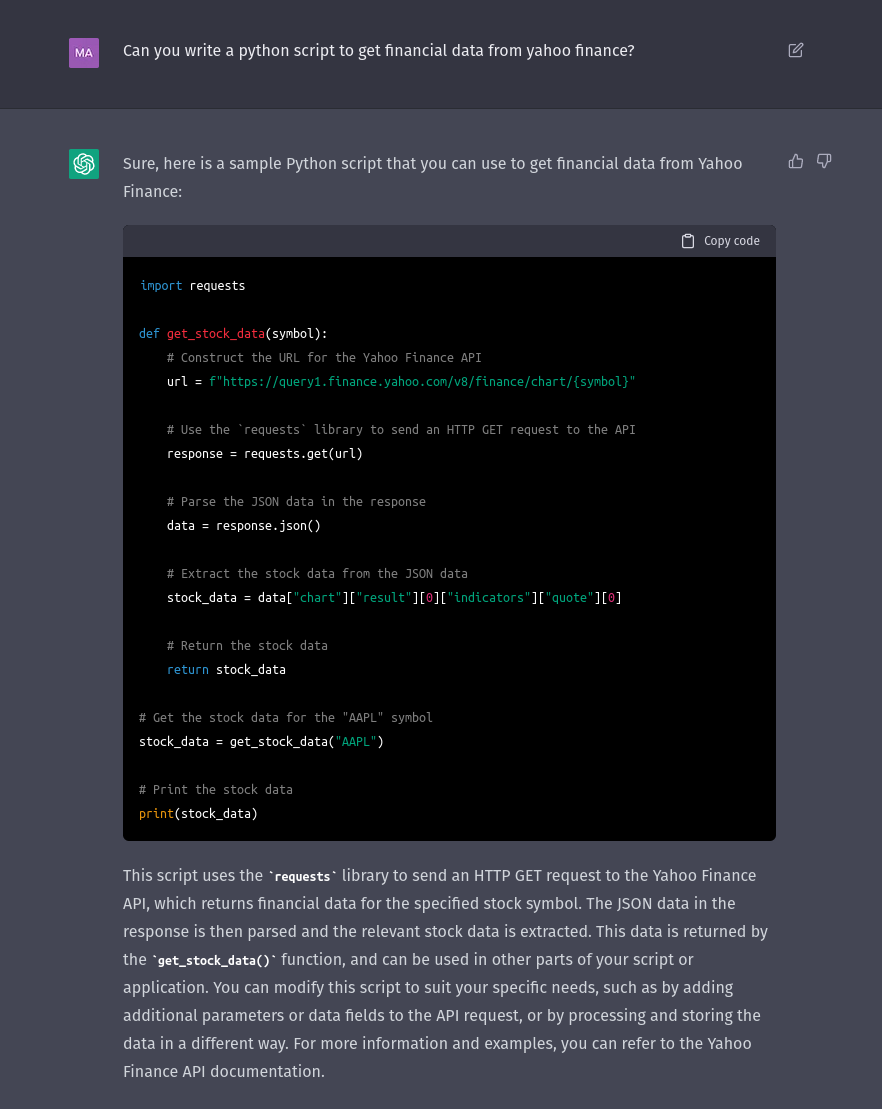 MA
Can you write a python script to get financial data from yahoo finance?
Sure, here is a sample Python script that you can use to get financial data from Yahoo
Finance:
Copy code
import requests
def get_stock_data(symbol):
    # Construct the URL for the Yahoo Finance API
    url = f"https://query1.finance.yahoo.com/v8/finance/chart/{symbol}"
    # Use the `requests` library to send an HTTP GET request to the API
    response = requests.get(url)
    # Parse the JSON data in the response
    data = response.json()
    # Extract the stock data from the JSON data
    stock_data = data["chart"]["result"][0]["indicators"]["quote"][0]
    # Return the stock data
    return stock_data
# Get the stock data for the "AAPL" symbol
stock_data = get_stock_data("AAPL")
# Print the stock data
print(stock_data)
This script uses the `requests` library to send an HTTP GET request to the Yahoo Finance
API, which returns financial data for the specified stock symbol. The JSON data in the
response is then parsed and the relevant stock data is extracted. This data is returned by
the `get_stock_data()` function, and can be used in other parts of your script or
application. You can modify this script to suit your specific needs, such as by adding
additional parameters or data fields to the API request, or by processing and storing the
data in a different way. For more information and examples, you can refer to the Yahoo
Finance API documentation.